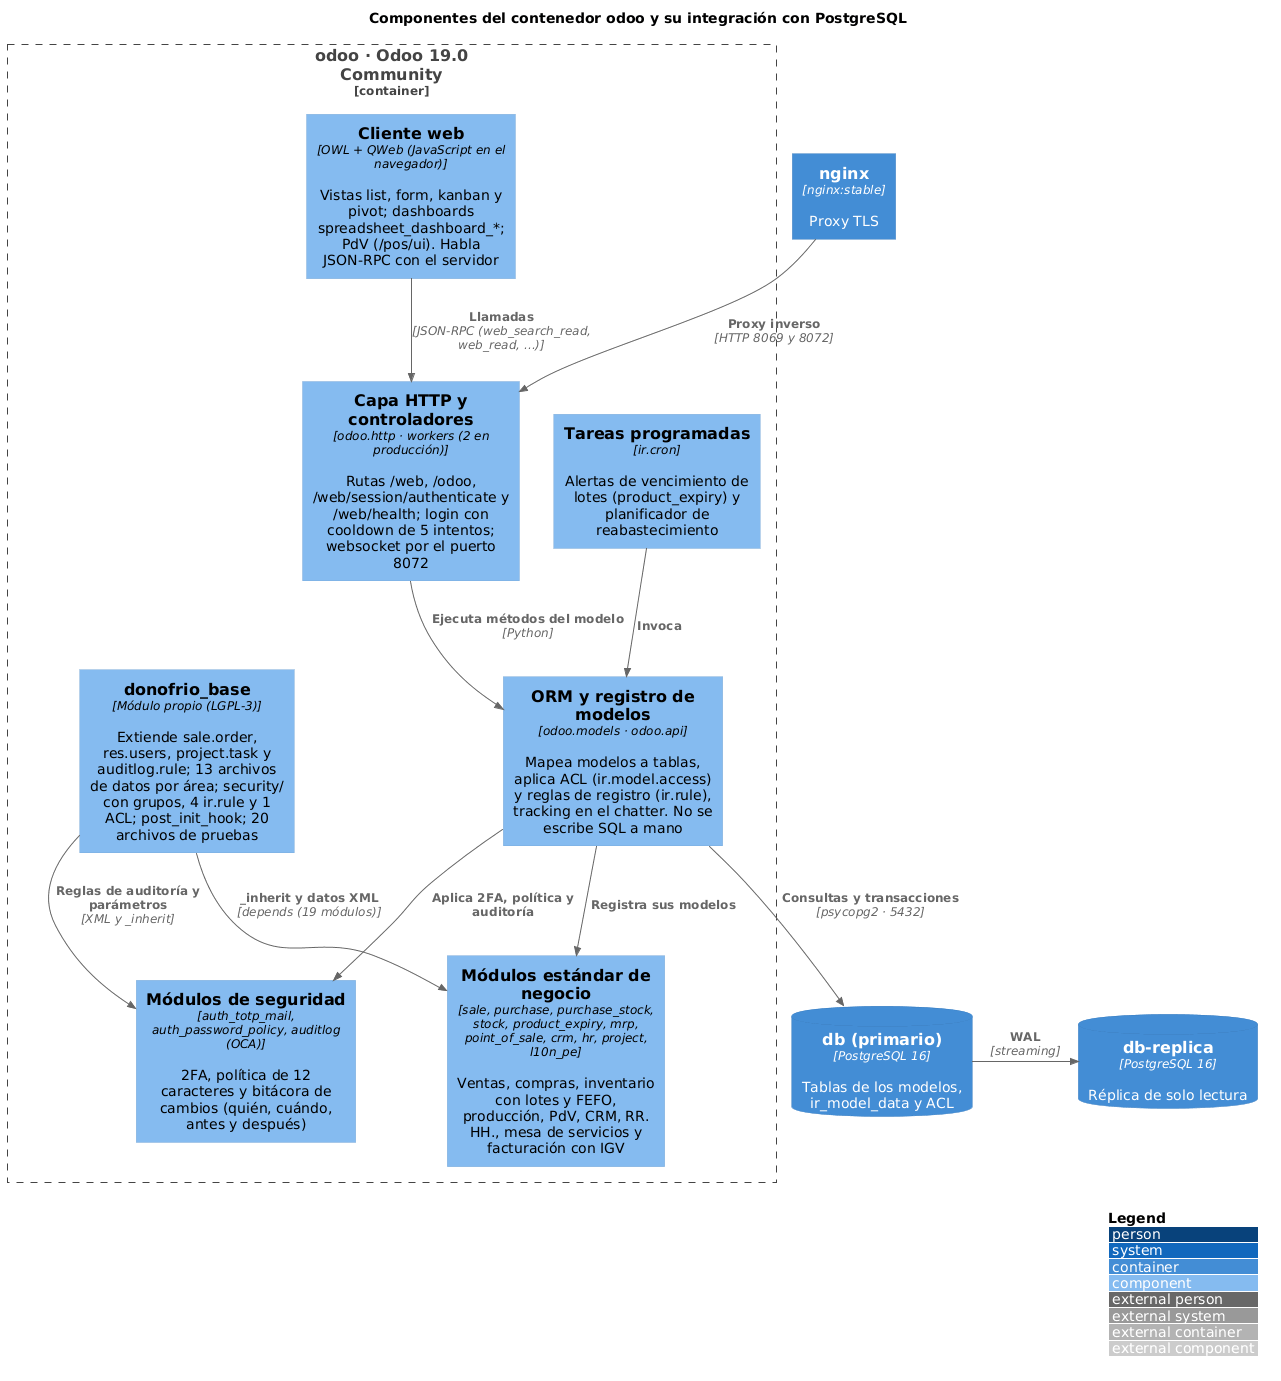 Componentes del contenedor odoo y su integración con PostgreSQL
odoo · Odoo 19.0
Community
[container]
Cliente web
[OWL + QWeb (JavaScript en el
navegador)]
Vistas list, form, kanban y
pivot; dashboards
spreadsheet_dashboard_*;
PdV (/pos/ui). Habla
JSON-RPC con el servidor
nginx
[nginx:stable]
Proxy TLS
Llamadas
[JSON-RPC (web_search_read,
web_read, ...)]
Proxy inverso
[HTTP 8069 y 8072]
Capa HTTP y
controladores
[odoo.http · workers (2 en
producción)]
Rutas /web, /odoo,
/web/session/authenticate y
/web/health; login con
cooldown de 5 intentos;
websocket por el puerto
8072
Tareas programadas
[ir.cron]
Alertas de vencimiento de
lotes (product_expiry) y
planificador de
reabastecimiento
Ejecuta métodos del modelo
[Python]
Invoca
donofrio_base
[Módulo propio (LGPL-3)]
Extiende sale.order,
res.users, project.task y
auditlog.rule; 13 archivos
de datos por área; security/
con grupos, 4 ir.rule y 1
ACL; post_init_hook; 20
archivos de pruebas
ORM y registro de
modelos
[odoo.models · odoo.api]
Mapea modelos a tablas,
aplica ACL (ir.model.access)
y reglas de registro (ir.rule),
tracking en el chatter. No se
escribe SQL a mano
Reglas de auditoría y
parámetros
[XML y _inherit]
_inherit y datos XML
[depends (19 módulos)]
Aplica 2FA, política y
auditoría
Registra sus modelos
Consultas y transacciones
[psycopg2 · 5432]
Módulos de seguridad
[auth_totp_mail,
auth_password_policy, auditlog
(OCA)]
2FA, política de 12
caracteres y bitácora de
cambios (quién, cuándo,
antes y después)
Módulos estándar de
negocio
[sale, purchase, purchase_stock,
stock, product_expiry, mrp,
point_of_sale, crm, hr, project,
l10n_pe]
Ventas, compras, inventario
con lotes y FEFO,
producción, PdV, CRM, RR.
HH., mesa de servicios y
facturación con IGV
db (primario)
[PostgreSQL 16]
Tablas de los modelos,
ir_model_data y ACL
WAL
[streaming]
db-replica
[PostgreSQL 16]
Réplica de solo lectura
Legend
person
system
container
component
external person
external system
external container
external component